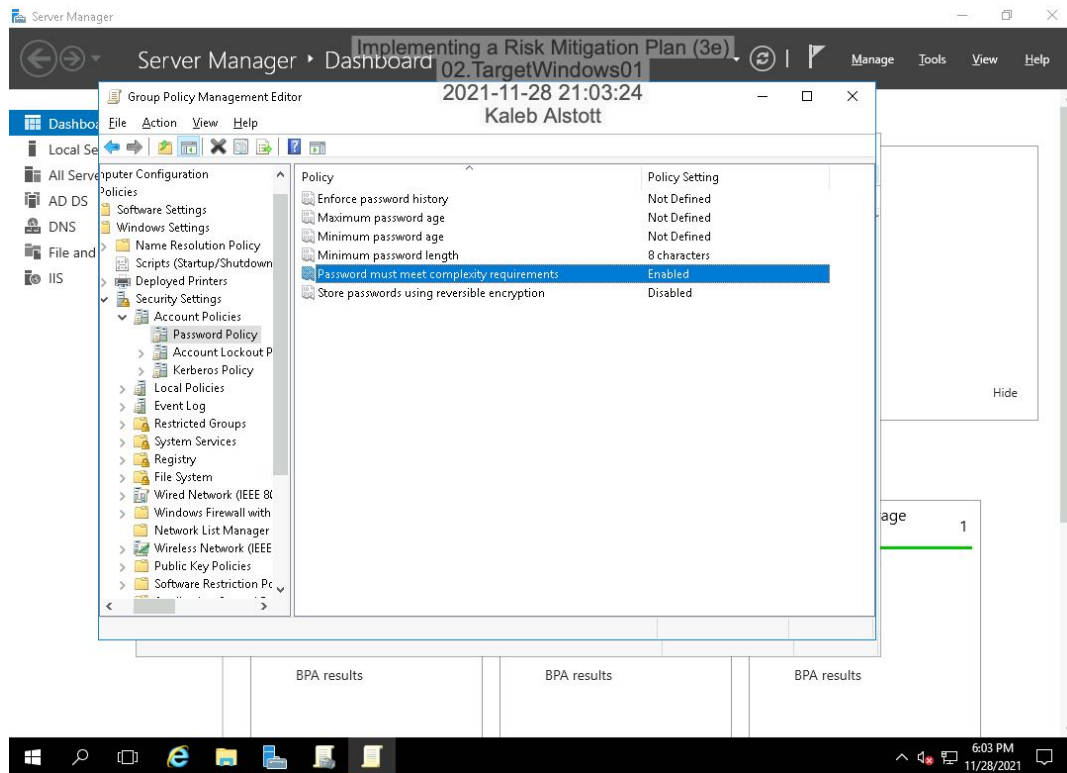 Server Manager
Server Manager • Dashboard
Implementing a Risk Mitigation Plan (3e)
02.TargetWindows01
2021-11-28 21:03:24
Kaleb Alstott
Manage Tools View Help
Group Policy Management Editor
File Action View Help
Dashbo
Local Se
All Serve
AD DS
DNS
File and
IIS
nputer Configuration
Policies
Software Settings
Windows Settings
Name Resolution Policy
Scripts (Startup/Shutdown
Deployed Printers
Security Settings
Account Policies
Password Policy
Account Lockout P
Kerberos Policy
Local Policies
Event Log
Restricted Groups
System Services
Registry
File System
Wired Network (IEEE 80
Windows Firewall with
Network List Manager
Wireless Network (IEEE
Public Key Policies
Software Restriction Po
Policy Policy Setting
Enforce password history Not Defined
Maximum password age Not Defined
Minimum password age Not Defined
Minimum password length 8 characters
Password must meet complexity requirements Enabled
Store passwords using reversible encryption Disabled
Hide
age 1
BPA results BPA results BPA results
6:03 PM
11/28/2021